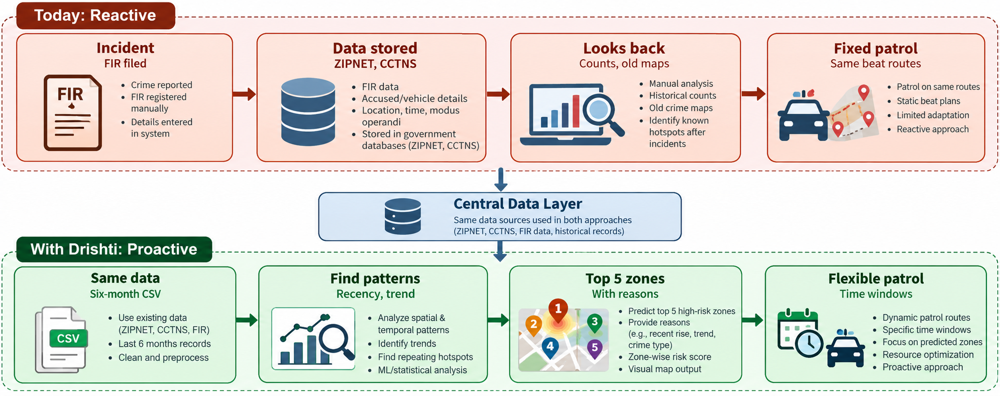 Today: Reactive
Incident
FIR filed
FIR
• Crime reported
• FIR registered
manually
• Details entered
in system
Data stored
ZIPNET, CCTNS
• FIR data
• Accused/vehicle details
• Location, time, modus
operandi
• Stored in government
databases (ZIPNET, CCTNS)
Looks back
Counts, old maps
• Manual analysis
• Historical counts
• Old crime maps
• Identify known
hotspots after
incidents
Fixed patrol
Same beat routes
• Patrol on same routes
• Static beat plans
• Limited adaptation
• Reactive approach
Central Data Layer
Same data sources used in both approaches
(ZIPNET, CCTNS, FIR data, historical records)
With Drishti: Proactive
Same data
Six-month CSV
CSV
• Use existing data
(ZIPNET, CCTNS, FIR)
• Last 6 months records
• Clean and preprocess
Find patterns
Recency, trend
• Analyze spatial &
temporal patterns
• Identify trends
• Find repeating hotspots
• ML/statistical analysis
Top 5 zones
With reasons
1
2
3
4
5
• Predict top 5 high-risk zones
• Provide reasons
(e.g., recent rise, trend,
crime type)
• Zone-wise risk score
• Visual map output
Flexible patrol
Time windows
• Dynamic patrol routes
• Specific time windows
• Focus on predicted zones
• Resource optimization
• Proactive approach